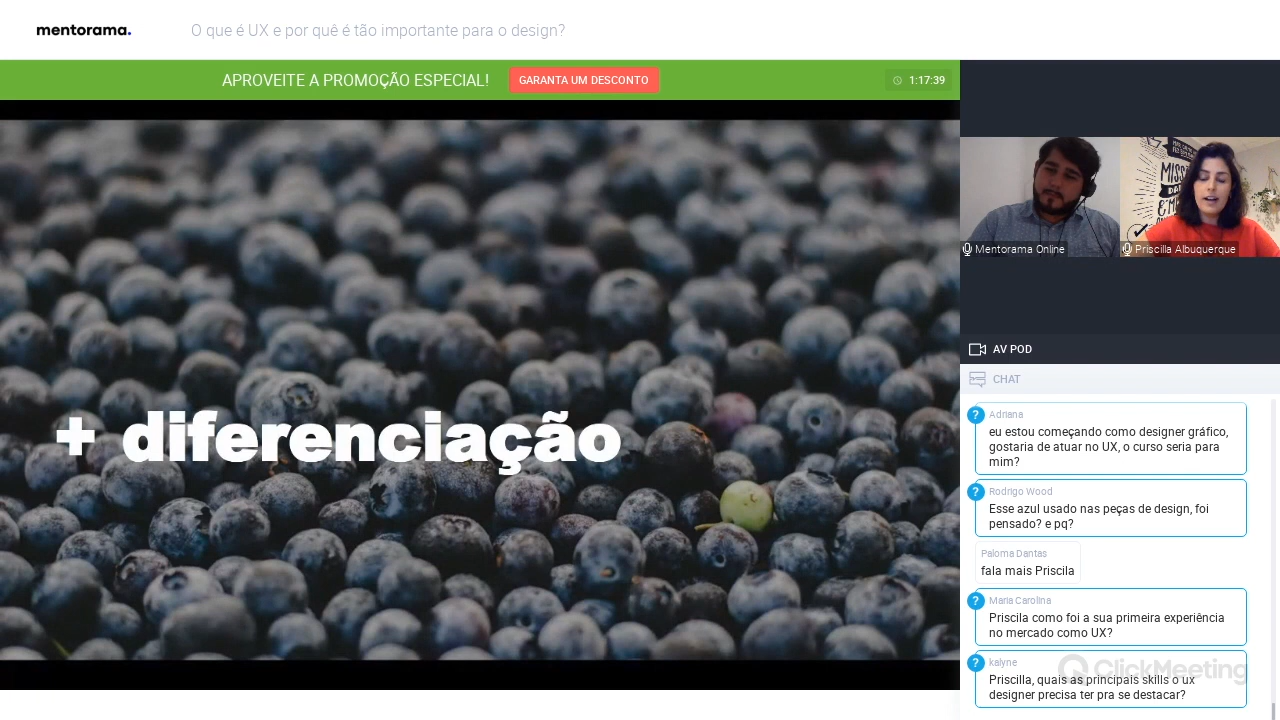 mentorama.
O que é UX e por quê é tão importante para o design?
APROVEITE A PROMOÇÃO ESPECIAL!
GARANTA UM DESCONTO
1:17:39
+ diferenciação
Mentorama Online
Priscilla Albuquerque
AV POD
CHAT
Adriana
eu estou começando como designer gráfico,
gostaria de atuar no UX, o curso seria para
mim?
Rodrigo Wood
Esse azul usado nas peças de design, foi
pensado? e pq?
Paloma Dantas
fala mais Priscila
Maria Carolina
Priscila como foi a sua primeira experiência
no mercado como UX?
kalyne
Priscilla, quais as principais skills o ux
designer precisa ter pra se destacar?
ClickMeeting